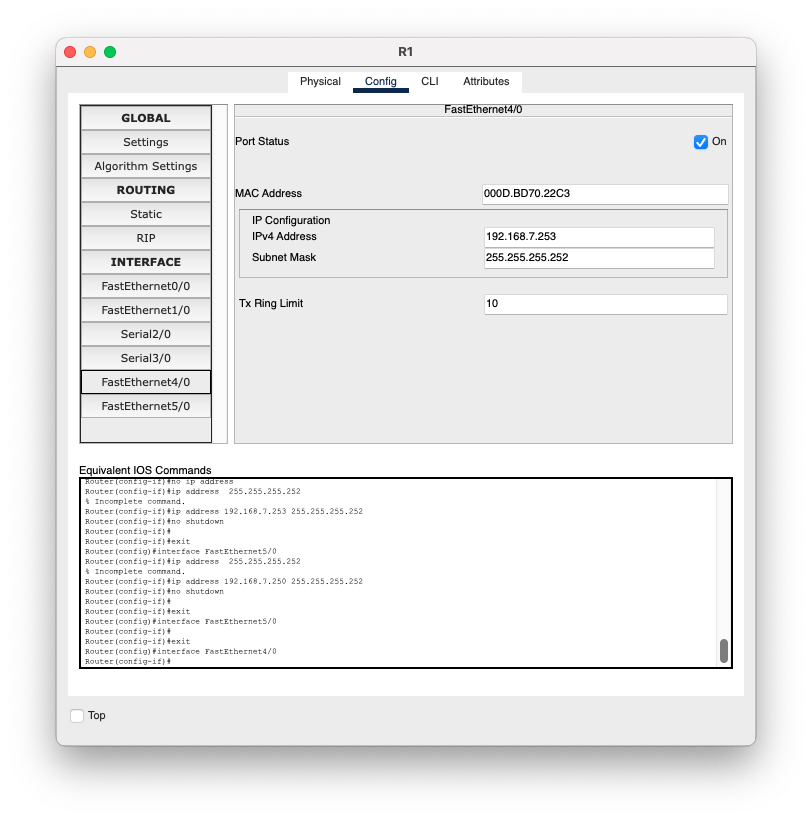 R1
Physical Config CLI Attributes
GLOBAL
Settings
Algorithm Settings
ROUTING
Static
RIP
INTERFACE
FastEthernet0/0
FastEthernet1/0
Serial2/0
Serial3/0
FastEthernet4/0
FastEthernet5/0
FastEthernet4/0
Port Status On
MAC Address 000D.BD70.22C3
IP Configuration
IPv4 Address 192.168.7.253
Subnet Mask 255.255.255.252
Tx Ring Limit 10
Equivalent IOS Commands
Router(config-if)#no ip address
Router(config-if)#ip address  255.255.255.252
% Incomplete command.
Router(config-if)#ip address 192.168.7.253 255.255.255.252
Router(config-if)#no shutdown
Router(config-if)#
Router(config-if)#exit
Router(config)#interface FastEthernet5/0
Router(config-if)#ip address  255.255.255.252
% Incomplete command.
Router(config-if)#ip address 192.168.7.250 255.255.255.252
Router(config-if)#no shutdown
Router(config-if)#
Router(config-if)#exit
Router(config)#interface FastEthernet5/0
Router(config-if)#
Router(config-if)#exit
Router(config)#interface FastEthernet4/0
Router(config-if)#
Top